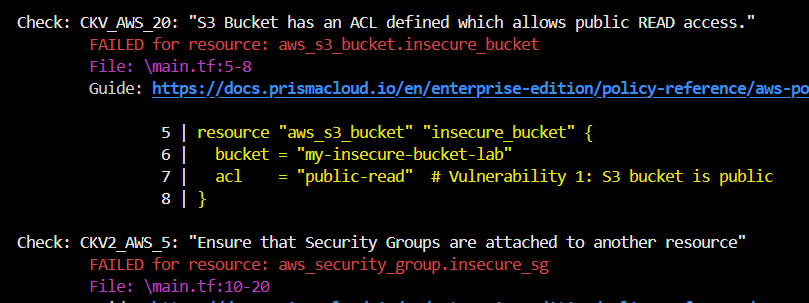 Check: CKV_AWS_20: "S3 Bucket has an ACL defined which allows public READ access."
FAILED for resource: aws_s3_bucket.insecure_bucket
File: \main.tf:5-8
Guide: https://docs.prismacloud.io/en/enterprise-edition/policy-reference/aws-po
5 | resource "aws_s3_bucket" "insecure_bucket" {
6 |   bucket = "my-insecure-bucket-lab"
7 |   acl    = "public-read"  # Vulnerability 1: S3 bucket is public
8 | }
Check: CKV2_AWS_5: "Ensure that Security Groups are attached to another resource"
FAILED for resource: aws_security_group.insecure_sg
File: \main.tf:10-20